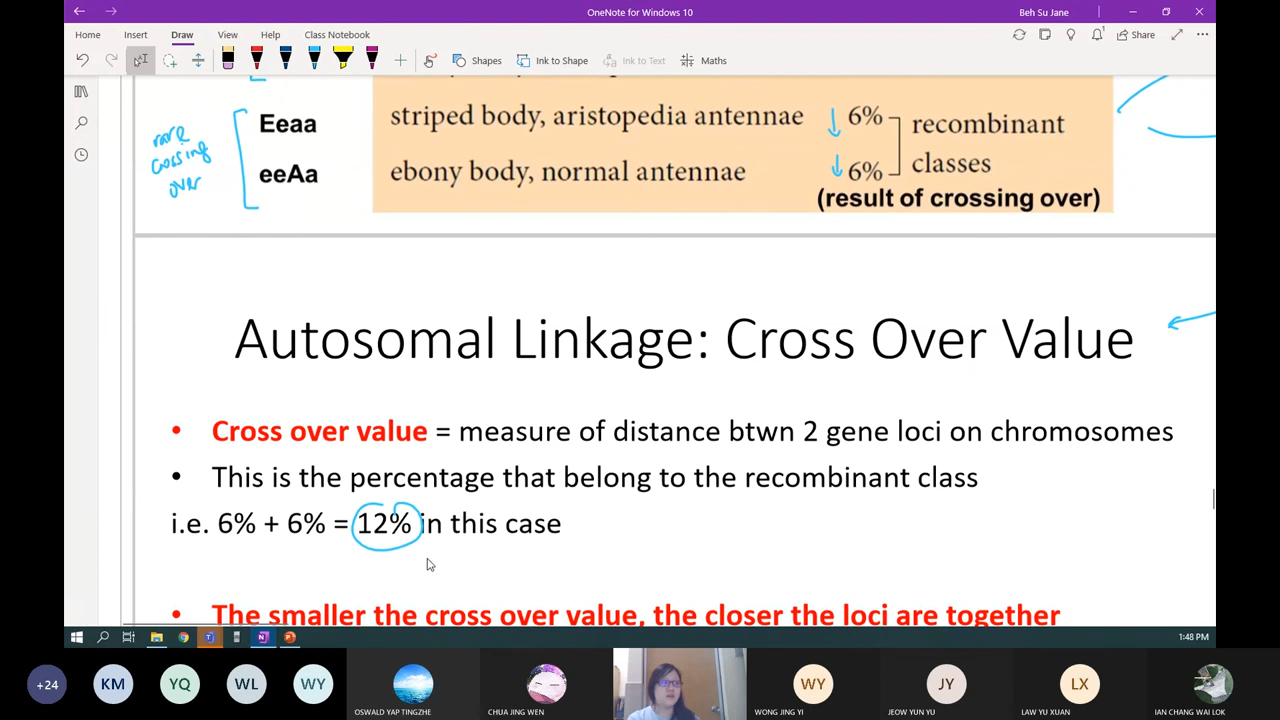 OneNote for Windows 10
Beh Su Jane
Home Insert Draw View Help Class Notebook
Share
Shapes Ink to Shape Ink to Text Maths
rare
crossing
over
Eeaa striped body, aristopedia antennae 6%
eeAa ebony body, normal antennae 6%
recombinant
classes
(result of crossing over)
Autosomal Linkage: Cross Over Value
• Cross over value = measure of distance btwn 2 gene loci on chromosomes
• This is the percentage that belong to the recombinant class
i.e. 6% + 6% = 12% in this case
• The smaller the cross over value, the closer the loci are together
1:48 PM
+24 KM YQ WL WY WY JY LX
OSWALD YAP TINGZHE CHUA JING WEN WONG JING YI JEOW YUN YU LAW YU XUAN IAN CHANG WAI LOK